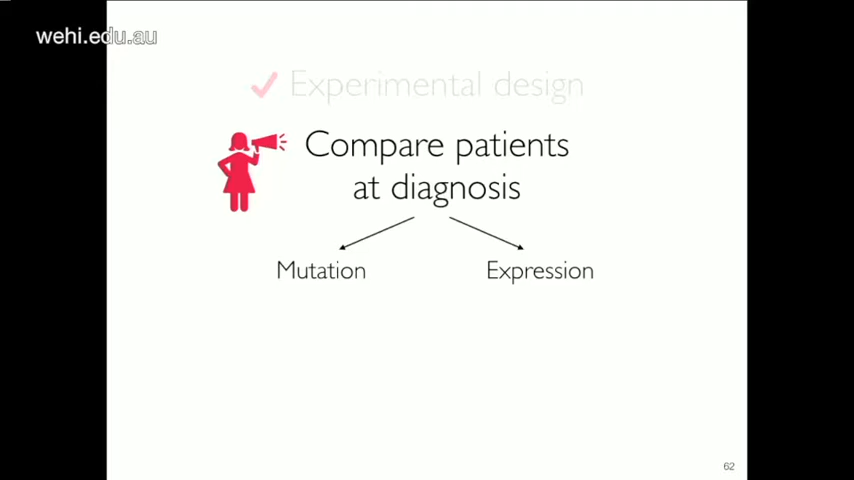 wehi.edu.au
Experimental design
Compare patients
at diagnosis
Mutation Expression
62